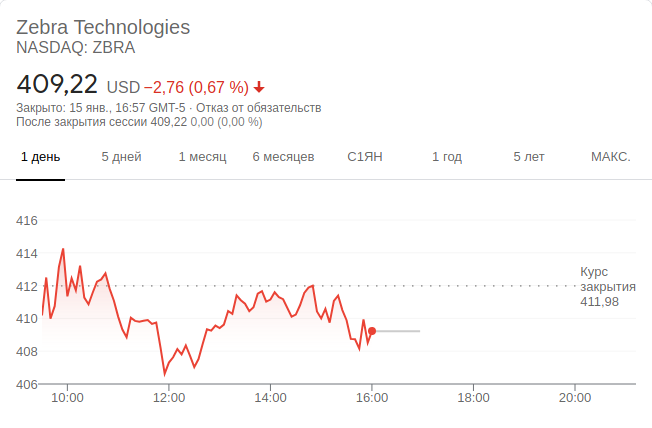 Zebra Technologies
NASDAQ: ZBRA
409,22 USD −2,76 (0,67 %)
Закрыто: 15 янв., 16:57 GMT-5 · Отказ от обязательств
После закрытия сессии 409,22 0,00 (0,00 %)
1 день 5 дней 1 месяц 6 месяцев С1ЯН 1 год 5 лет МАКС.
416
414
Курс
412 закрытия
411,98
410
408
406
10:00 12:00 14:00 16:00 18:00 20:00